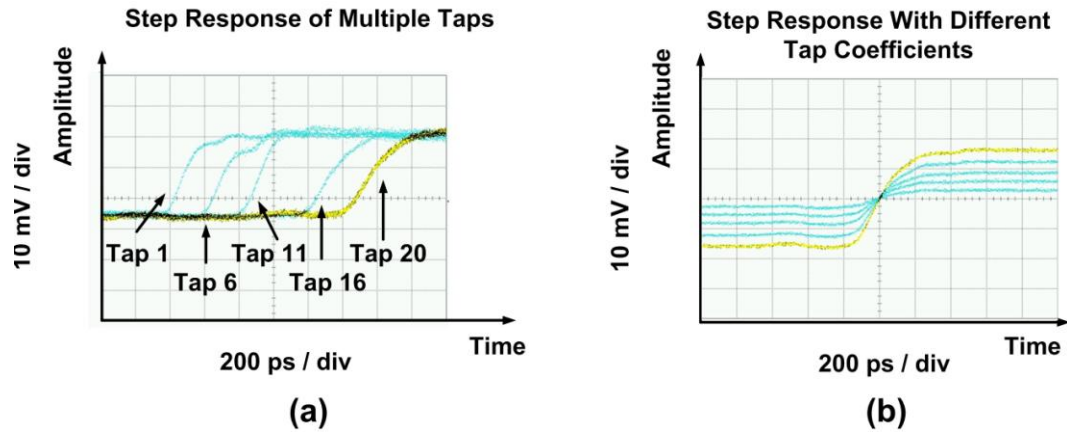 Step Response of Multiple Taps
Amplitude
10 mV / div
Tap 1
Tap 6
Tap 11
Tap 16
Tap 20
Time
200 ps / div
(a)
Step Response With Different
Tap Coefficients
Amplitude
10 mV / div
Time
200 ps / div
(b)